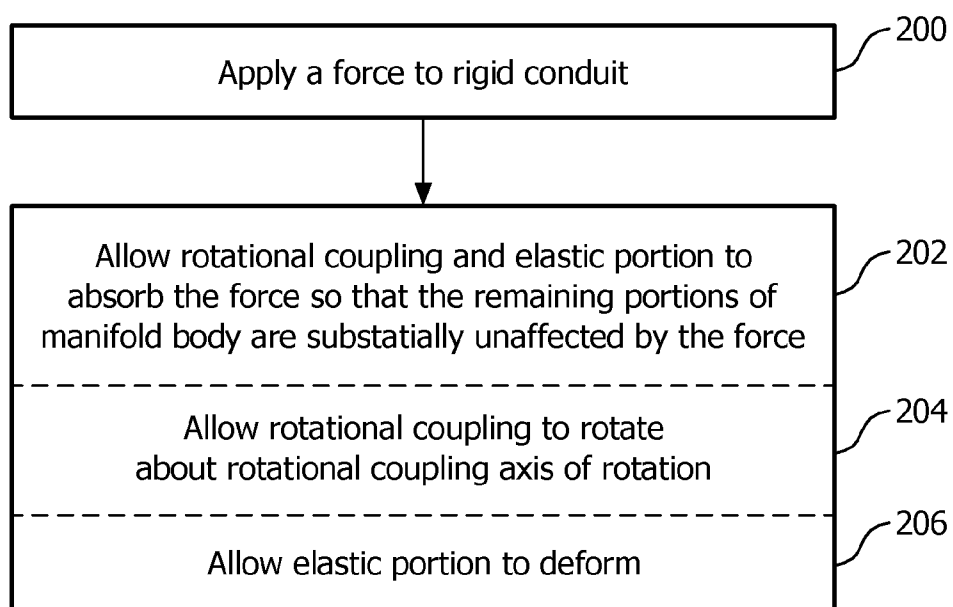 200
Apply a force to rigid conduit
202
Allow rotational coupling and elastic portion to
absorb the force so that the remaining portions of
manifold body are substatially unaffected by the force
204
Allow rotational coupling to rotate
about rotational coupling axis of rotation
206
Allow elastic portion to deform